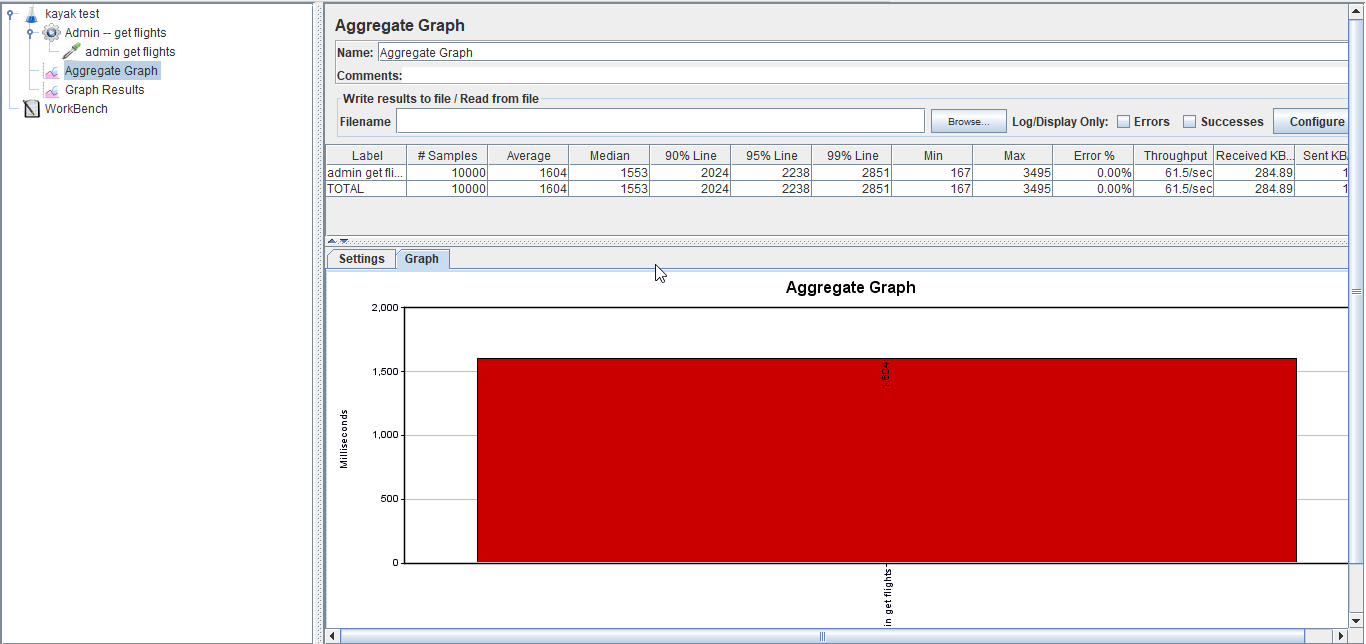 kayak test
Admin -- get flights
admin get flights
Aggregate Graph
Graph Results
WorkBench
Aggregate Graph
Name: Aggregate Graph
Comments:
Write results to file / Read from file
Filename Browse... Log/Display Only: Errors Successes Configure
Label # Samples Average Median 90% Line 95% Line 99% Line Min Max Error % Throughput Received KB... Sent KB
admin get fli... 10000 1604 1553 2024 2238 2851 167 3495 0.00% 61.5/sec 284.89 1
TOTAL 10000 1604 1553 2024 2238 2851 167 3495 0.00% 61.5/sec 284.89 1
Settings Graph
Aggregate Graph
2,000
1,500
1,000
500
0
Milliseconds
1,604
in get flights